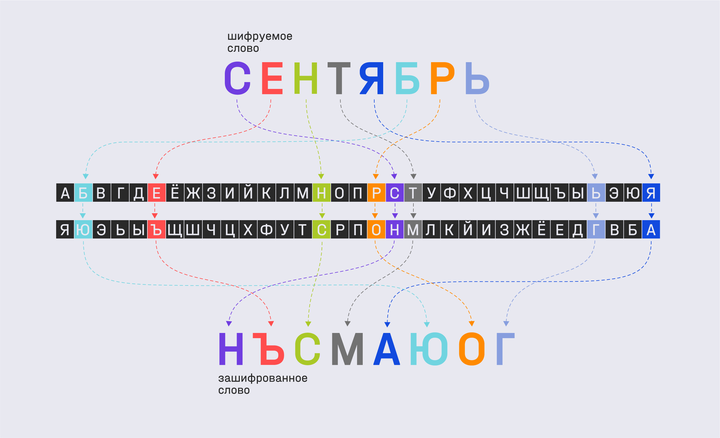 шифруемое
слово
СЕНТЯБРЬ
АБВГДЕЁЖЗИЙКЛМНОПРСТУФХЦЧШЩЪЫЬЭЮЯ
ЯЮЭЬЫЪЩШЧЦХФУТСРПОНМЛКЙИЗЖЁЕДГВБА
НЪСМАЮОГ
зашифрованное
слово